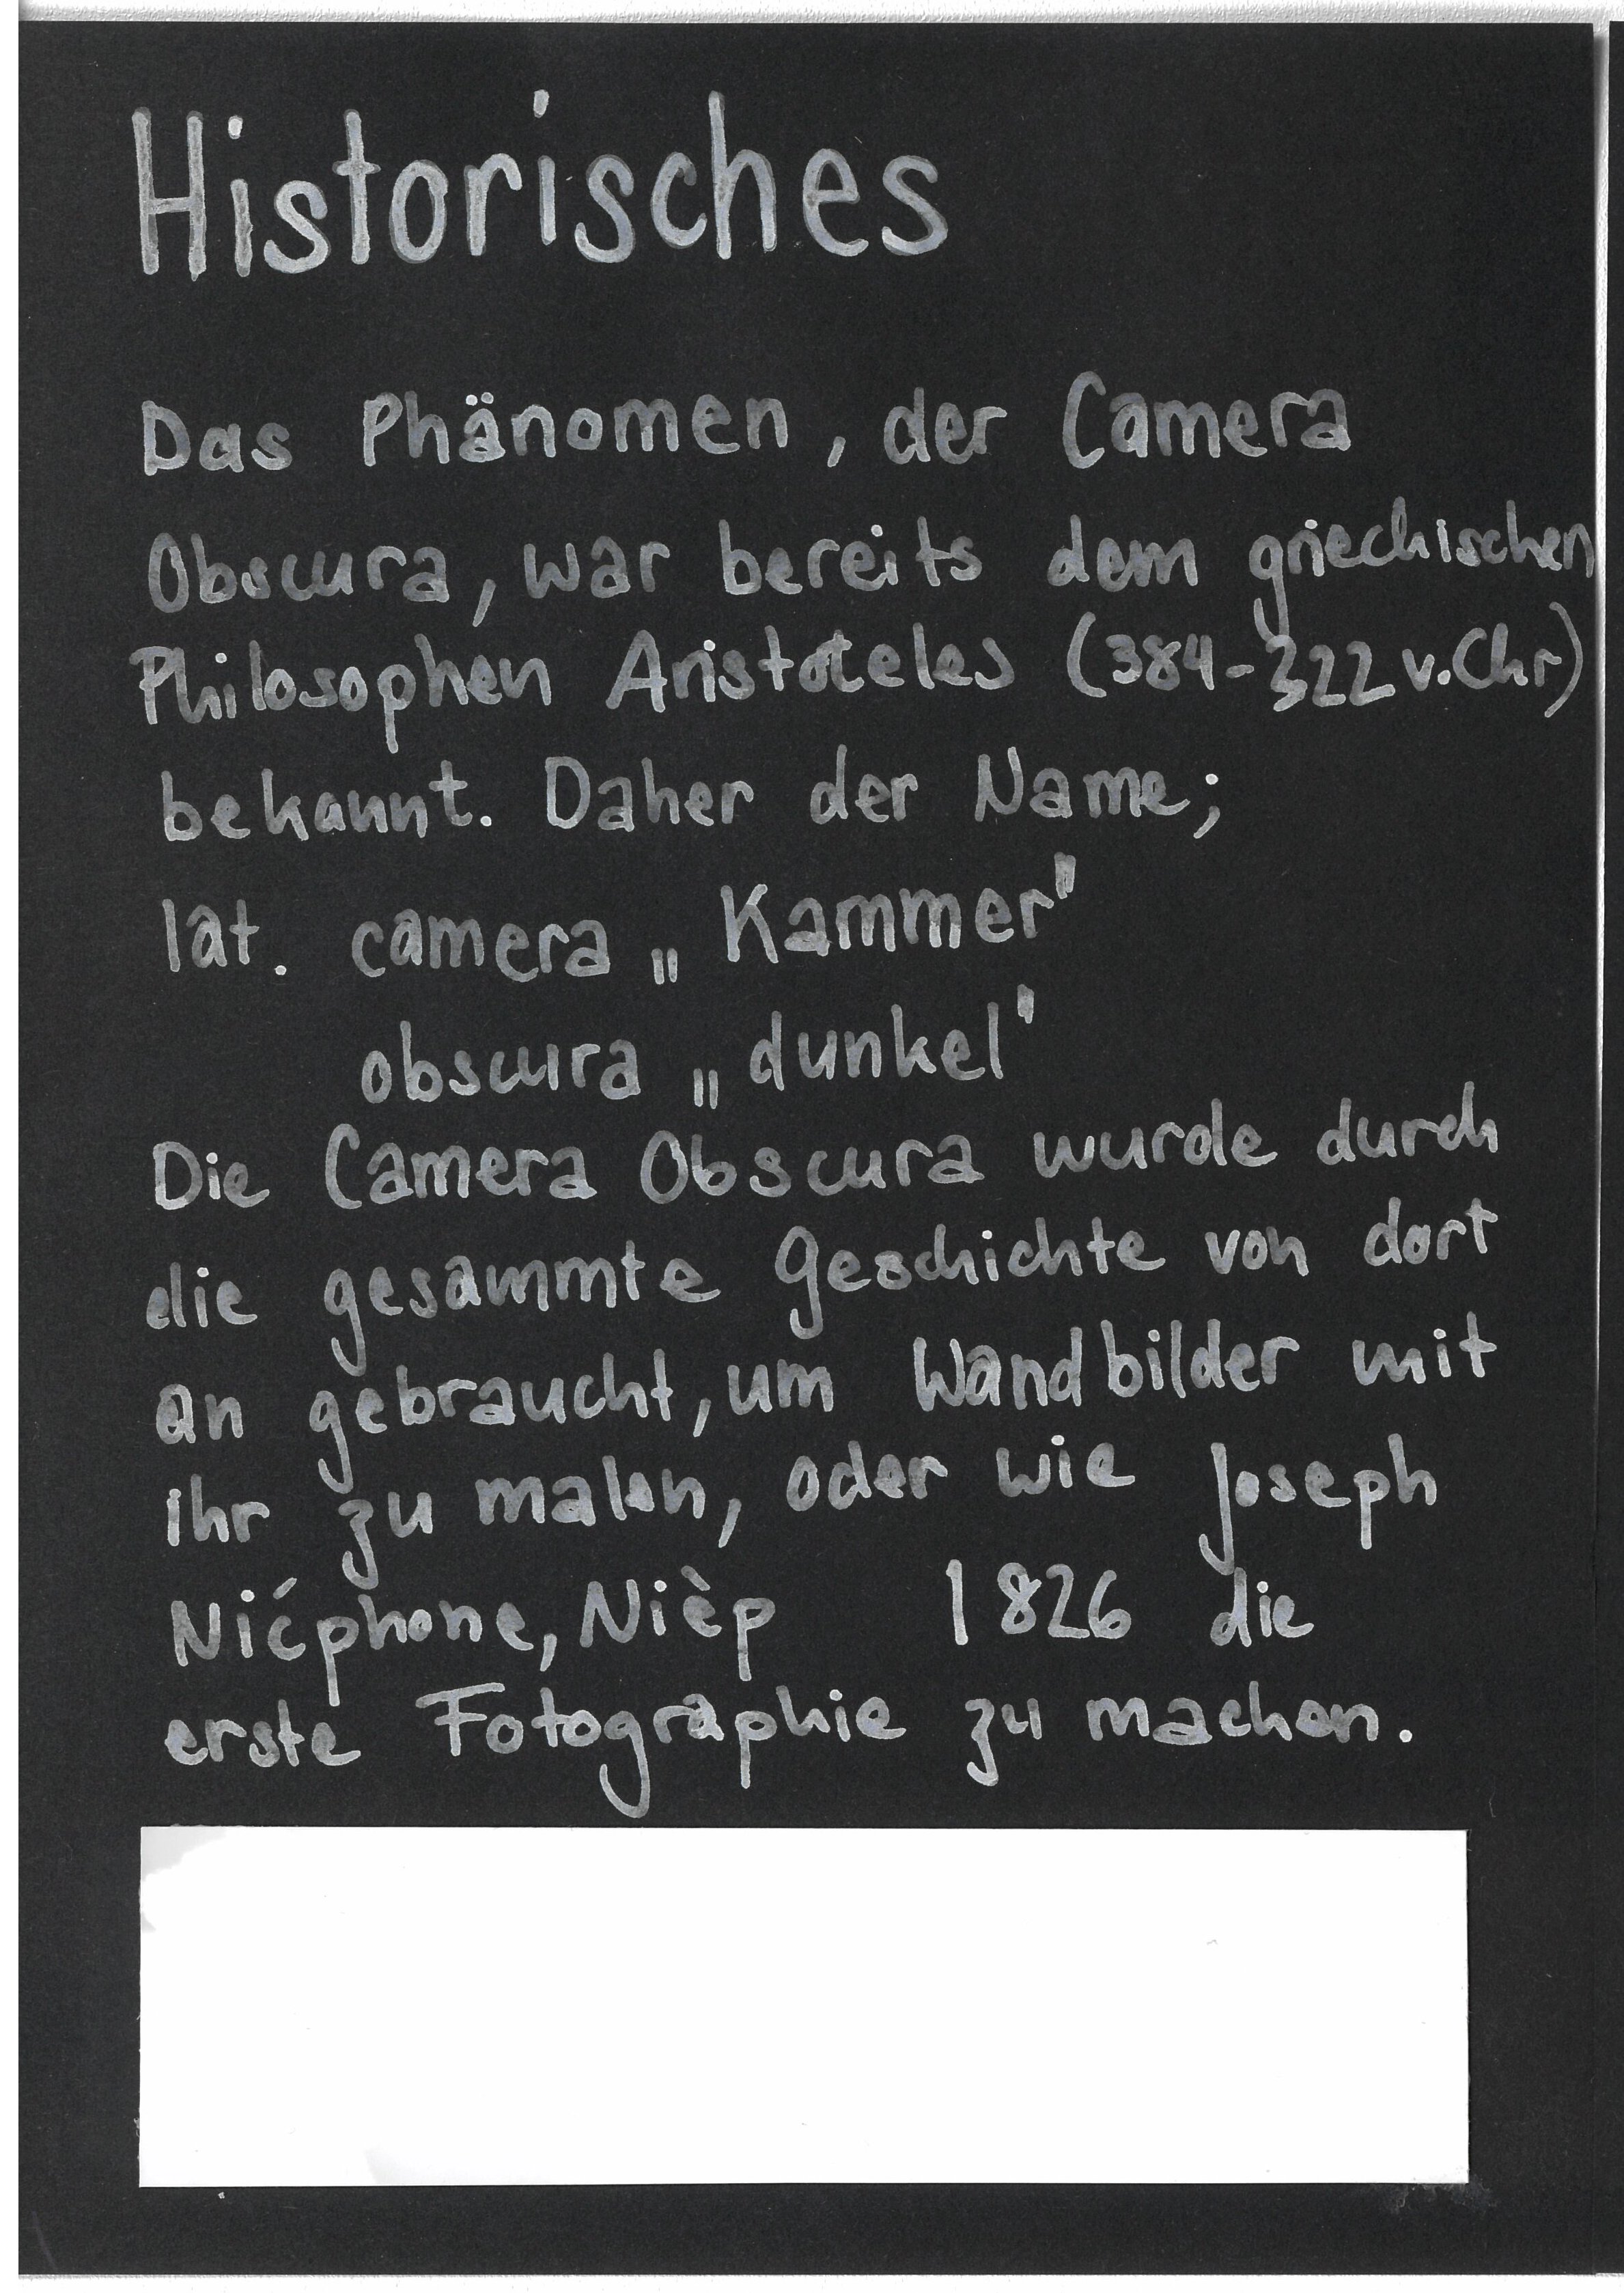 Historisches
Das Phänomen, der Camera
Obscura, war bereits dem griechischen
Philosophen Aristoteles (384-322 v. Chr)
bekannt. Daher der Name;
lat. camera „Kammer"
obscura „dunkel"
Die Camera Obscura wurde durch
die gesammte Geschichte von dort
an gebraucht, um Wandbilder mit
ihr zu malen, oder wie Joseph
Nićphone, Nièp 1826 die
erste Fotographie zu machen.